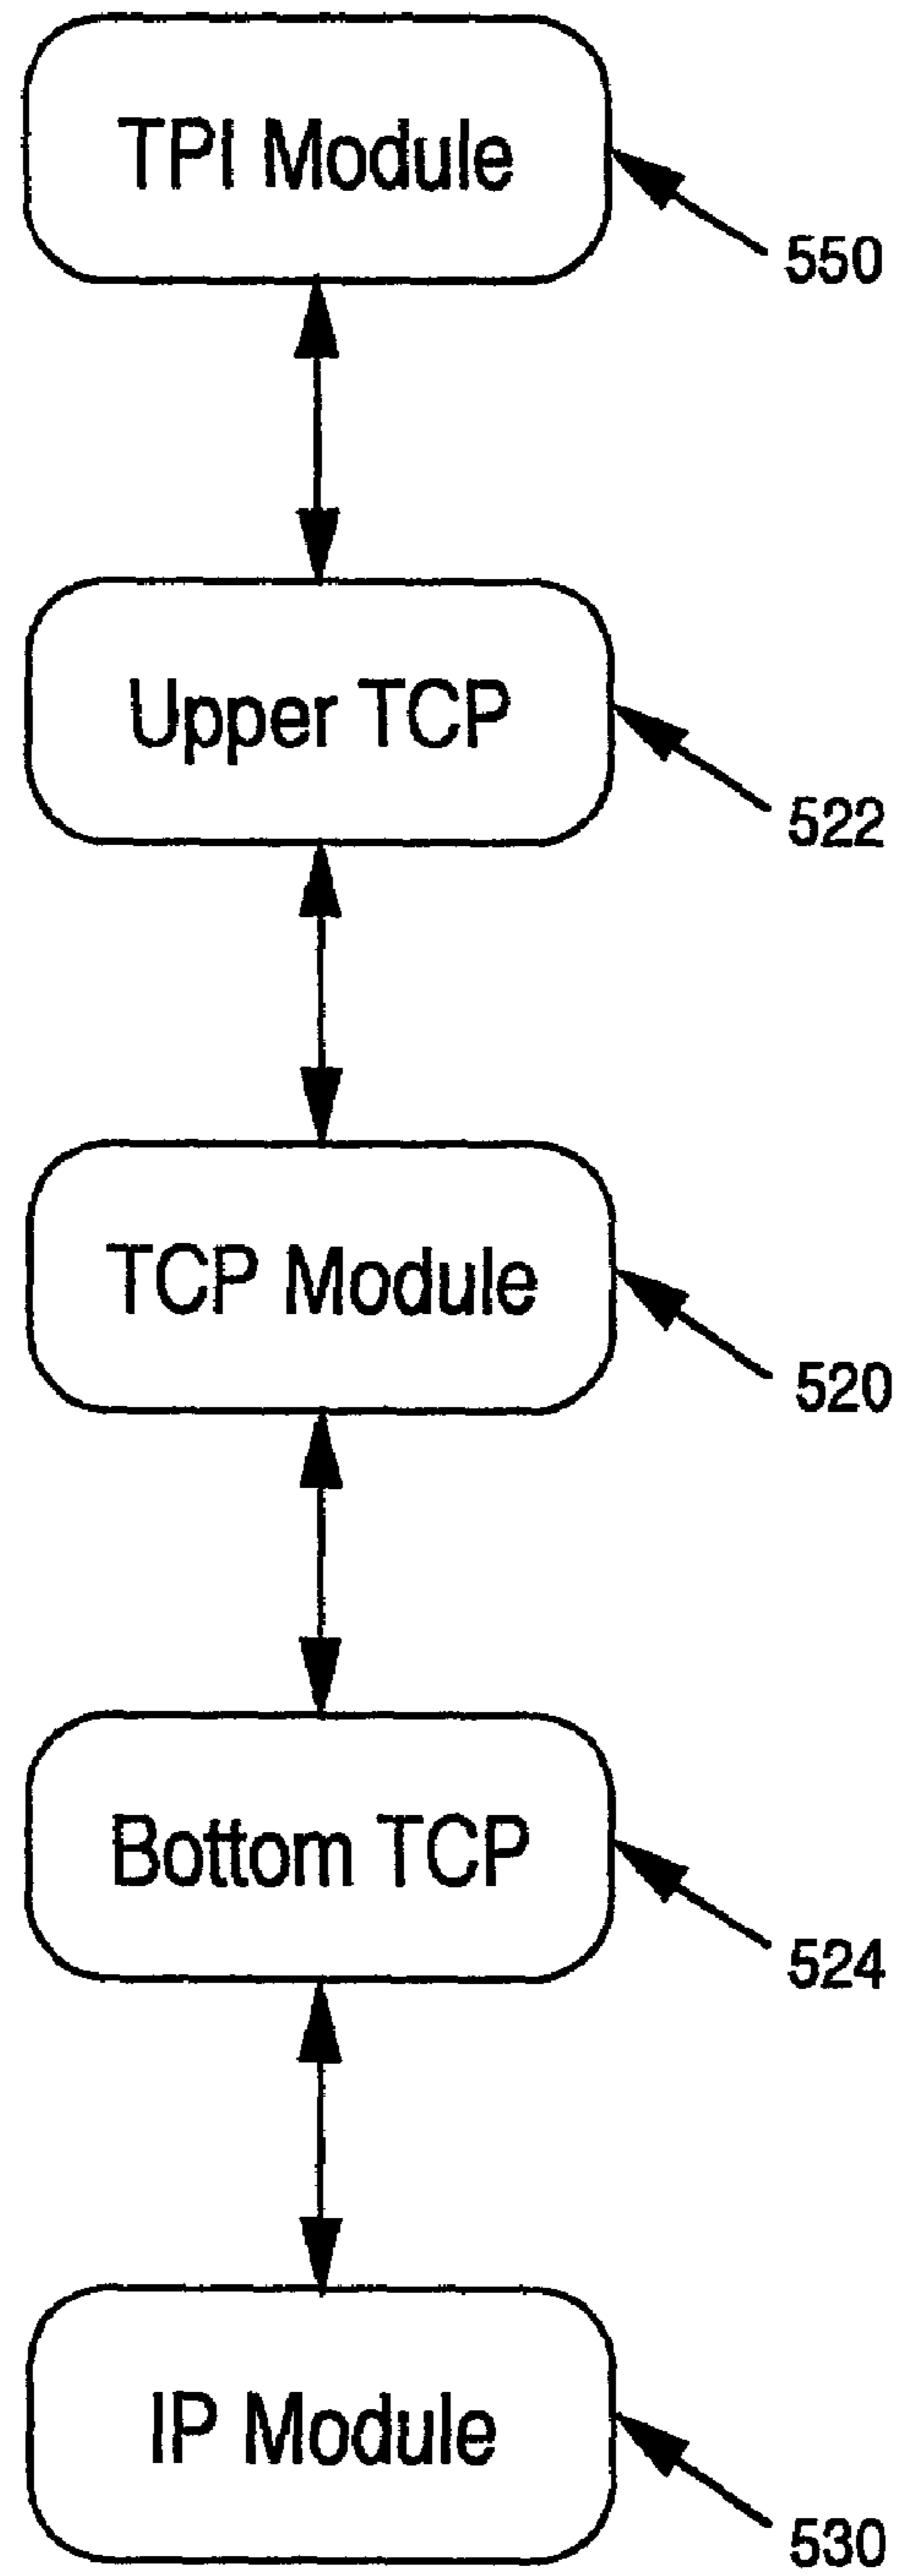 TPI Module
550
Upper TCP
522
TCP Module
520
Bottom TCP
524
IP Module
530